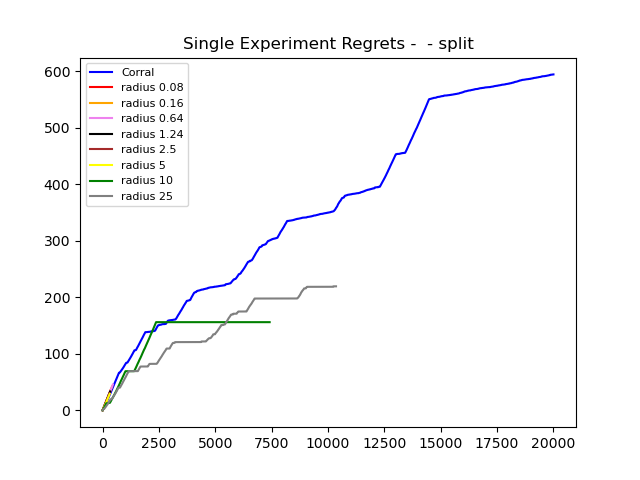 Single Experiment Regrets -  - split
600
500
400
300
200
100
0
Corral
radius 0.08
radius 0.16
radius 0.64
radius 1.24
radius 2.5
radius 5
radius 10
radius 25
0 2500 5000 7500 10000 12500 15000 17500 20000